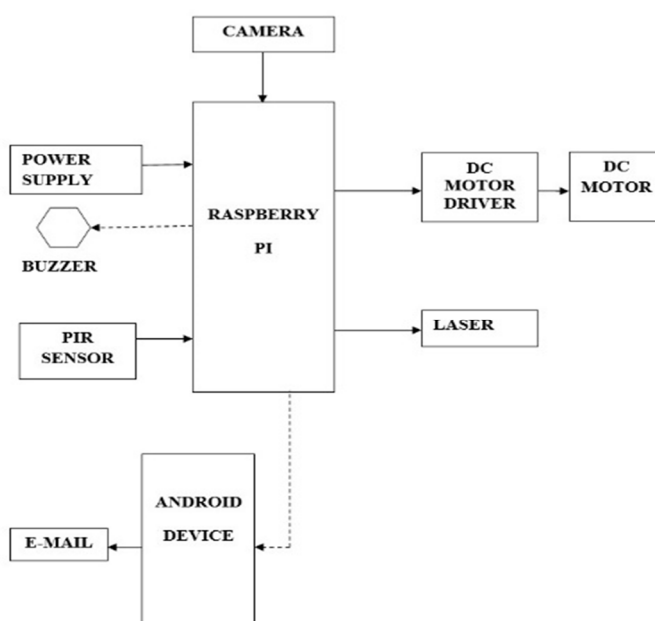 CAMERA
POWER
SUPPLY
BUZZER
PIR
SENSOR
RASPBERRY
PI
DC
MOTOR
DRIVER
DC
MOTOR
LASER
ANDROID
DEVICE
E-MAIL